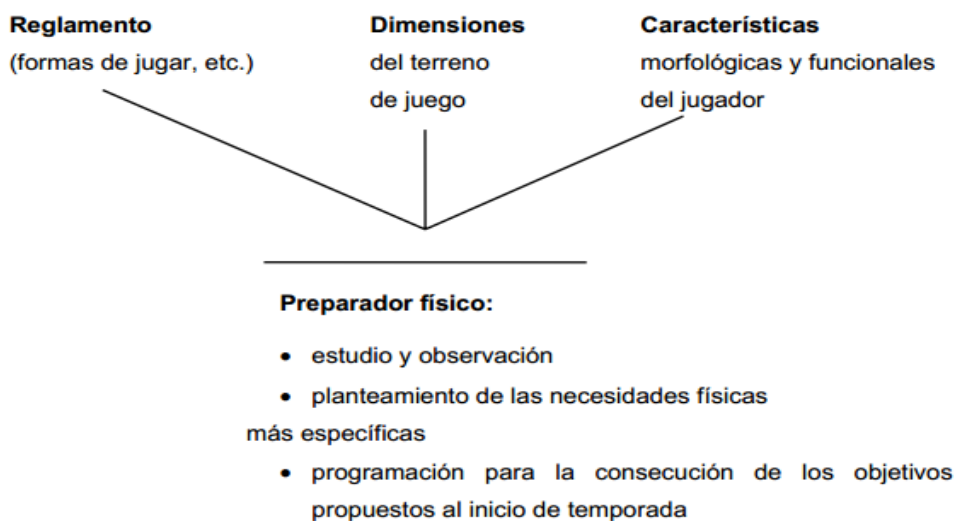 Reglamento
(formas de jugar, etc.)
Dimensiones
del terreno
de juego
Características
morfológicas y funcionales
del jugador
Preparador físico:
• estudio y observación
• planteamiento de las necesidades físicas
más específicas
• programación para la consecución de los objetivos
propuestos al inicio de temporada